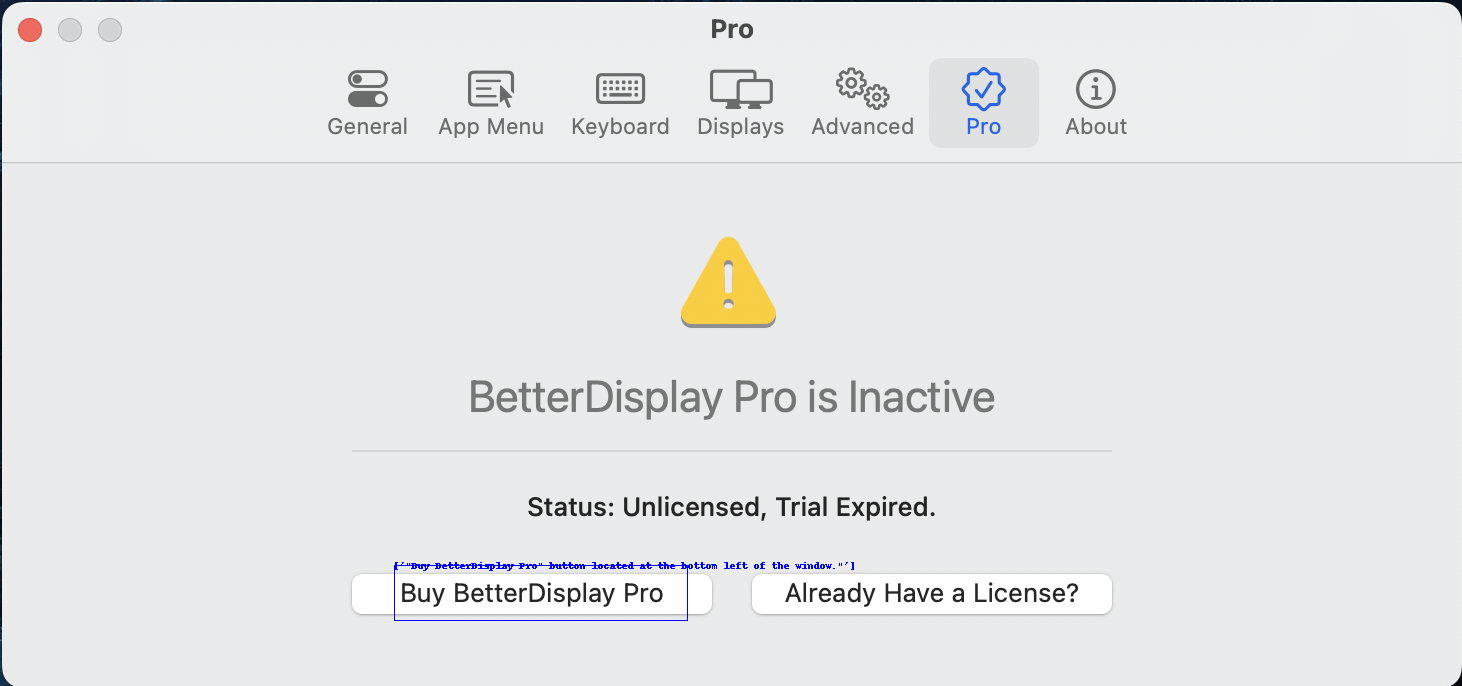 Pro
General App Menu Keyboard Displays Advanced Pro About
BetterDisplay Pro is Inactive
Status: Unlicensed, Trial Expired.
['"Buy BetterDisplay Pro" button located at the bottom left of the window."']
Buy BetterDisplay Pro Already Have a License?